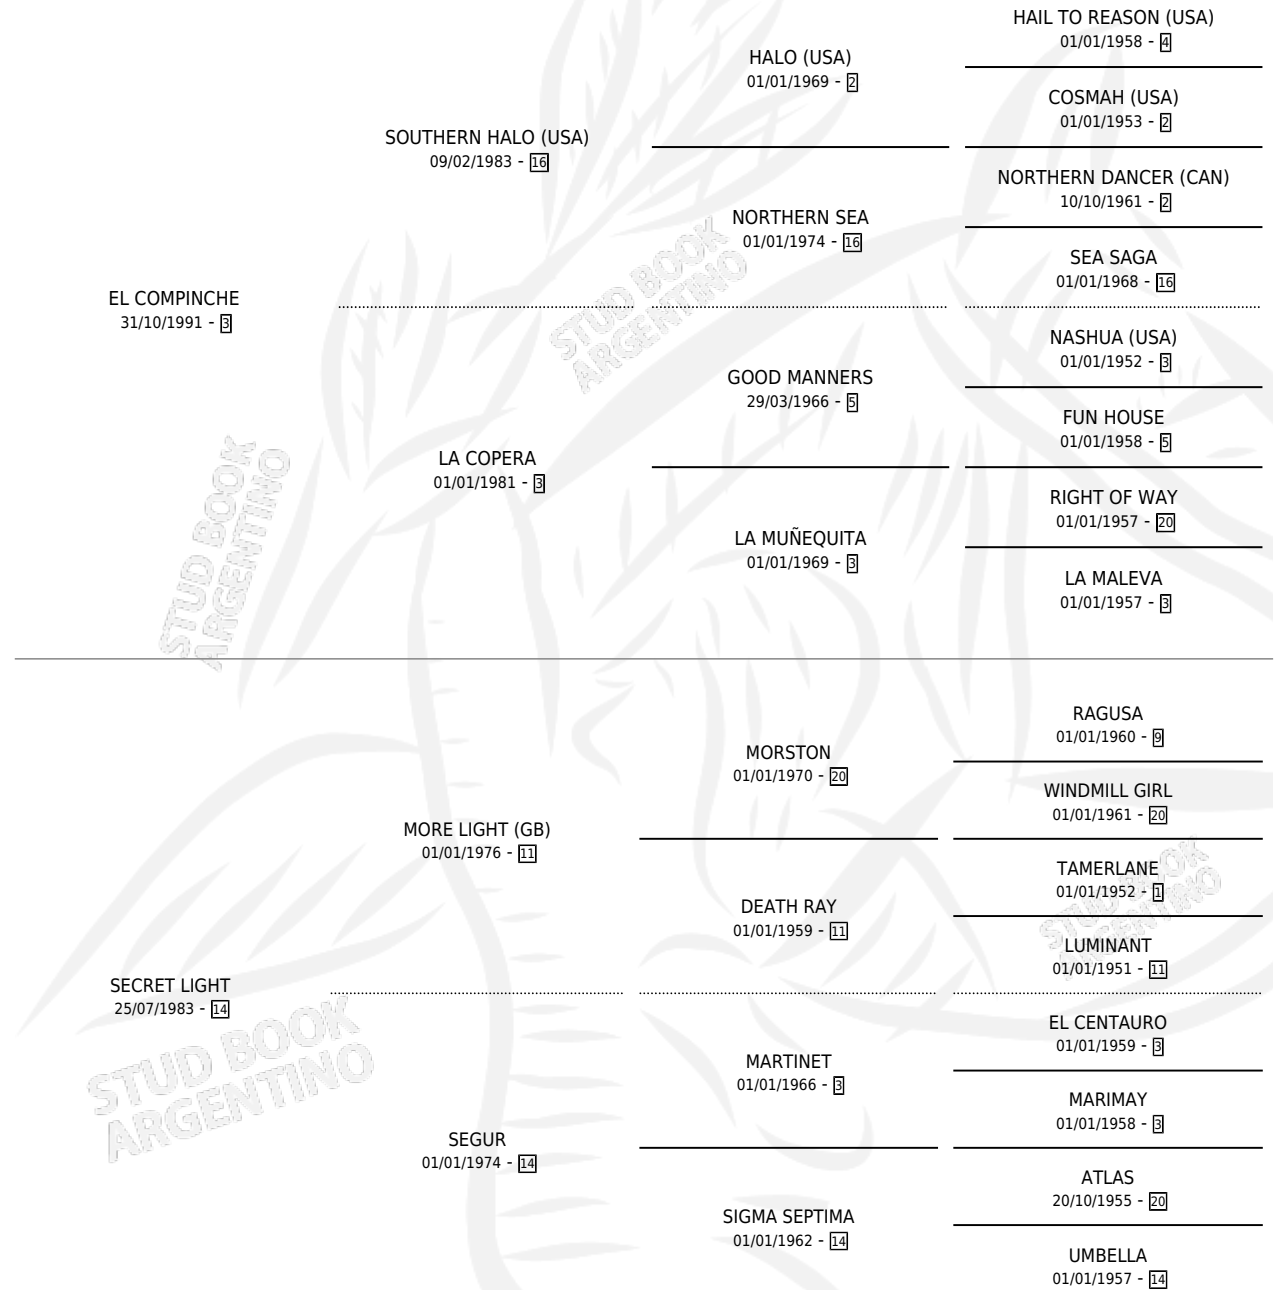 HAIL TO REASON (USA)
01/01/1958 - 4
HALO (USA)
01/01/1969 - 2
COSMAH (USA)
01/01/1953 - 2
SOUTHERN HALO (USA)
09/02/1983 - 16
NORTHERN DANCER (CAN)
10/10/1961 - 2
NORTHERN SEA
01/01/1974 - 16
SEA SAGA
01/01/1968 - 16
EL COMPINCHE
31/10/1991 - 3
NASHUA (USA)
01/01/1952 - 3
GOOD MANNERS
29/03/1966 - 5
FUN HOUSE
01/01/1958 - 5
LA COPERA
01/01/1981 - 3
RIGHT OF WAY
01/01/1957 - 20
LA MUÑEQUITA
01/01/1969 - 3
LA MALEVA
01/01/1957 - 3
RAGUSA
01/01/1960 - 9
MORSTON
01/01/1970 - 20
WINDMILL GIRL
01/01/1961 - 20
MORE LIGHT (GB)
01/01/1976 - 11
TAMERLANE
01/01/1952 - 1
DEATH RAY
01/01/1959 - 11
LUMINANT
01/01/1951 - 11
SECRET LIGHT
25/07/1983 - 14
EL CENTAURO
01/01/1959 - 3
MARTINET
01/01/1966 - 3
MARIMAY
01/01/1958 - 3
SEGUR
01/01/1974 - 14
ATLAS
20/10/1955 - 20
SIGMA SEPTIMA
01/01/1962 - 14
UMBELLA
01/01/1957 - 14
STUD BOOK
ARGENTINO
STUD BOOK
ARGENTINO
STUD BOOK
ARGENTINO
STUD BOOK
ARGENTINO